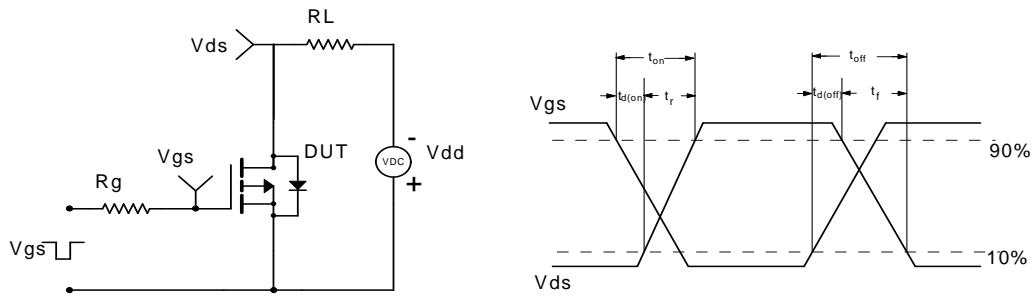 RL
Vds
Vgs
DUT
VDC
-
+
Vdd
Rg
Vgs
ton
toff
td(on)
tr
td(off)
tf
Vgs
90%
10%
Vds